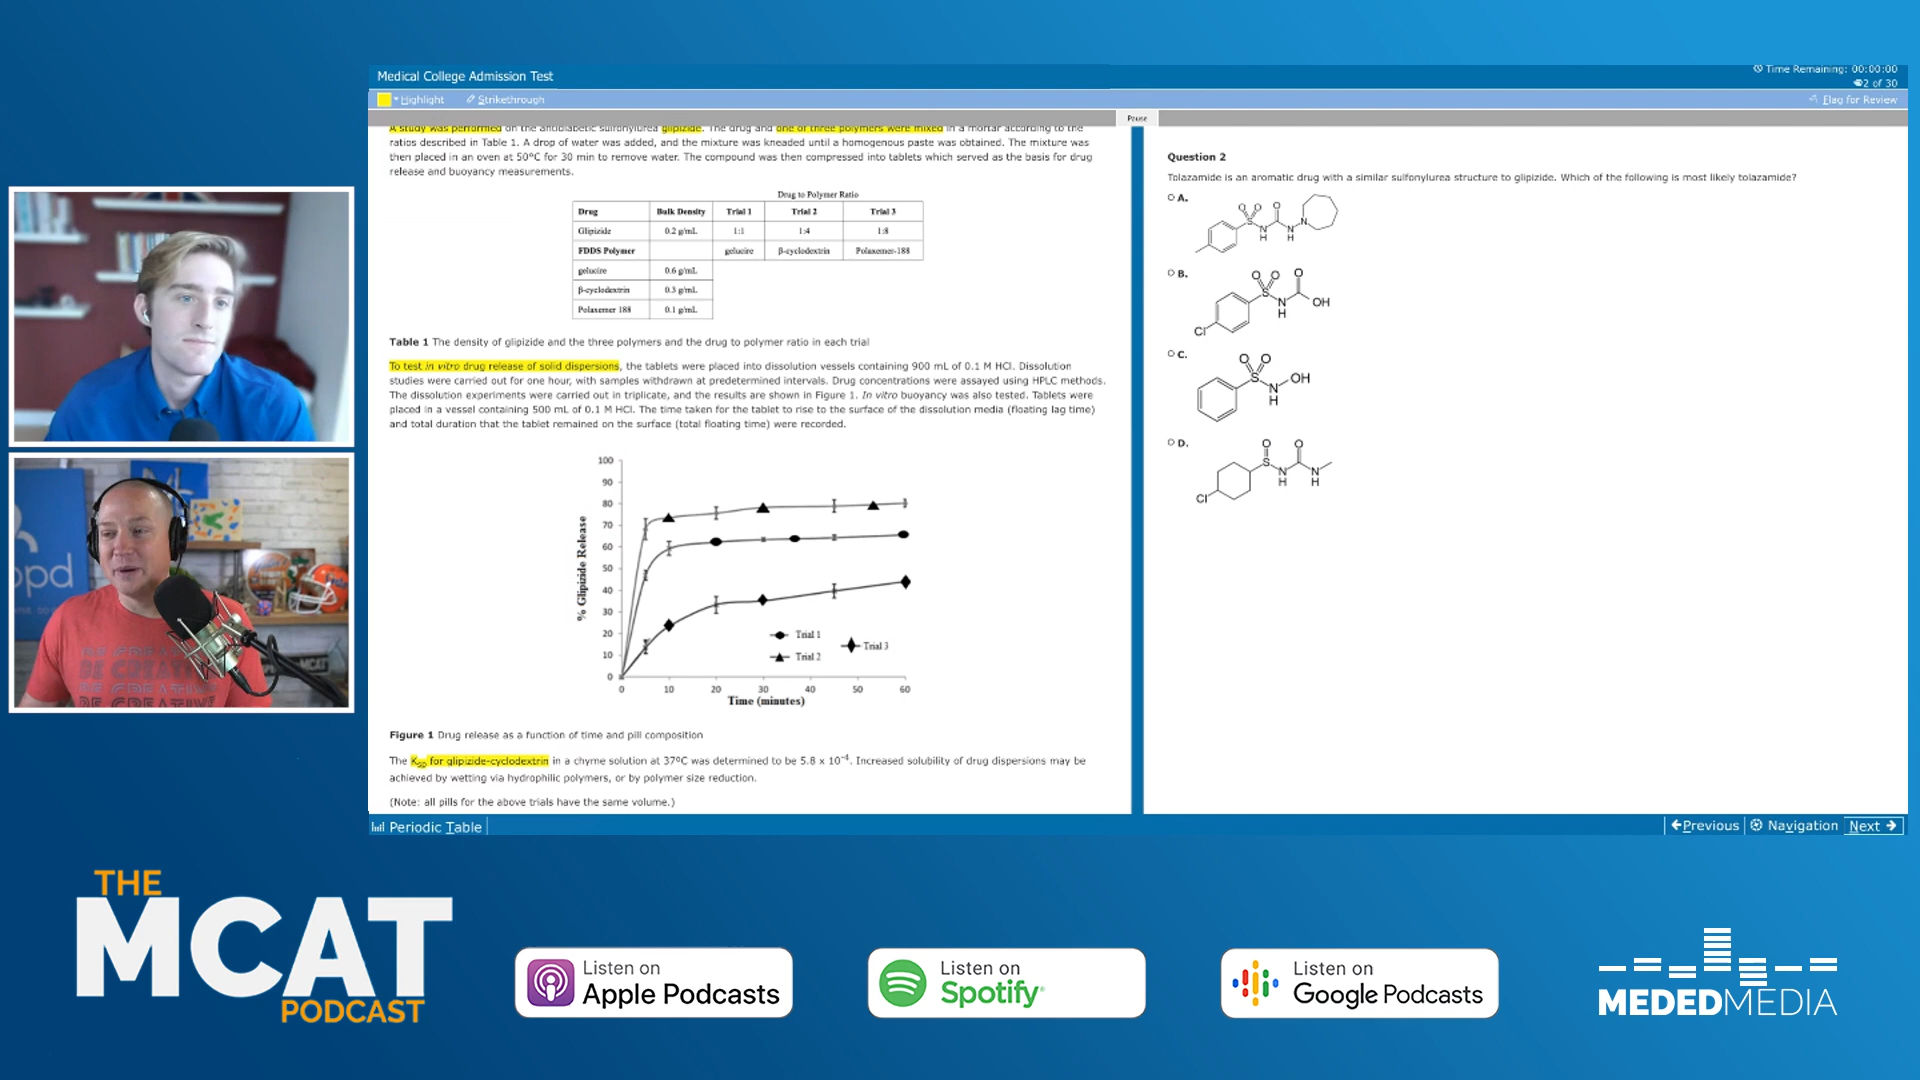 Medical College Admission Test
Time Remaining: 00:00:00
2 of 30
Highlight
Strikethrough
Flag for Review
Pause
A study was performed on the antidiabetic sulfonylurea glipizide. The drug and one of three polymers were mixed in a mortar according to the
ratios described in Table 1. A drop of water was added, and the mixture was kneaded until a homogenous paste was obtained. The mixture was
then placed in an oven at 50°C for 30 min to remove water. The compound was then compressed into tablets which served as the basis for drug
release and buoyancy measurements.
Drug to Polymer Ratio
Drug Bulk Density Trial 1 Trial 2 Trial 3
Glipizide 0.2 g/mL 1:1 1:4 1:8
FDDS Polymer gelucire β-cyclodextrin Polaxemer-188
gelucire 0.6 g/mL
β-cyclodextrin 0.3 g/mL
Polaxemer 188 0.1 g/mL
Table 1 The density of glipizide and the three polymers and the drug to polymer ratio in each trial
To test in vitro drug release of solid dispersions, the tablets were placed into dissolution vessels containing 900 mL of 0.1 M HCl. Dissolution
studies were carried out for one hour, with samples withdrawn at predetermined intervals. Drug concentrations were assayed using HPLC methods.
The dissolution experiments were carried out in triplicate, and the results are shown in Figure 1. In vitro buoyancy was also tested. Tablets were
placed in a vessel containing 500 mL of 0.1 M HCl. The time taken for the tablet to rise to the surface of the dissolution media (floating lag time)
and total duration that the tablet remained on the surface (total floating time) were recorded.
% Glipizide Release
100
90
80
70
60
50
40
30
20
10
0
Trial 1
Trial 2
Trial 3
0 10 20 30 40 50 60
Time (minutes)
Figure 1 Drug release as a function of time and pill composition
The Ksp for glipizide-cyclodextrin in a chyme solution at 37ºC was determined to be 5.8 x 10⁻⁴. Increased solubility of drug dispersions may be
achieved by wetting via hydrophilic polymers, or by polymer size reduction.
(Note: all pills for the above trials have the same volume.)
Question 2
Tolazamide is an aromatic drug with a similar sulfonylurea structure to glipizide. Which of the following is most likely tolazamide?
A.
O O O
S N N N
H H
B.
O O O
S N OH
H
Cl
C.
O O
S N OH
H
D.
O O
S N N
H H
Cl
Periodic Table
Previous
Navigation
Next
ppd
BE CREATIVE
BE CREATIVE
BE CREATIVE
MCAT
THE
MCAT
PODCAST
Listen on
Apple Podcasts
Listen on
Spotify
Listen on
Google Podcasts
MEDEDMEDIA